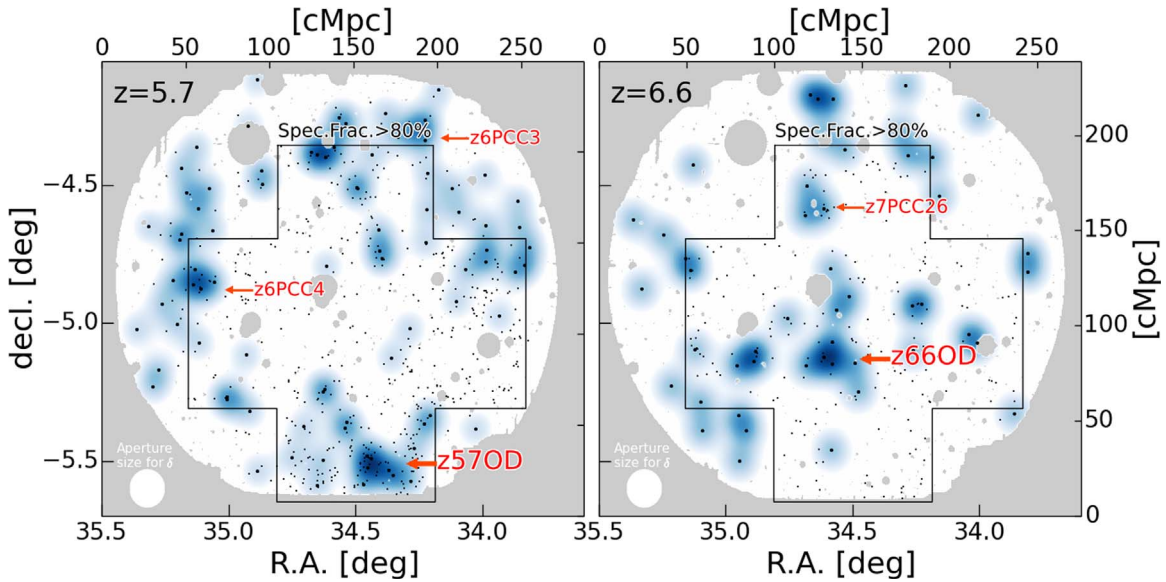 [cMpc]
[cMpc]
0 50 100 150 200 250
0 50 100 150 200 250
z=5.7
z=6.6
Spec.Frac.>80%
Spec.Frac.>80%
z6PCC3
z7PCC26
z6PCC4
z66OD
z57OD
Aperture
size for δ
Aperture
size for δ
decl. [deg]
−4.5
−5.0
−5.5
200
150
100
50
0
[cMpc]
35.5 35.0 34.5 34.0
35.5 35.0 34.5 34.0
R.A. [deg]
R.A. [deg]